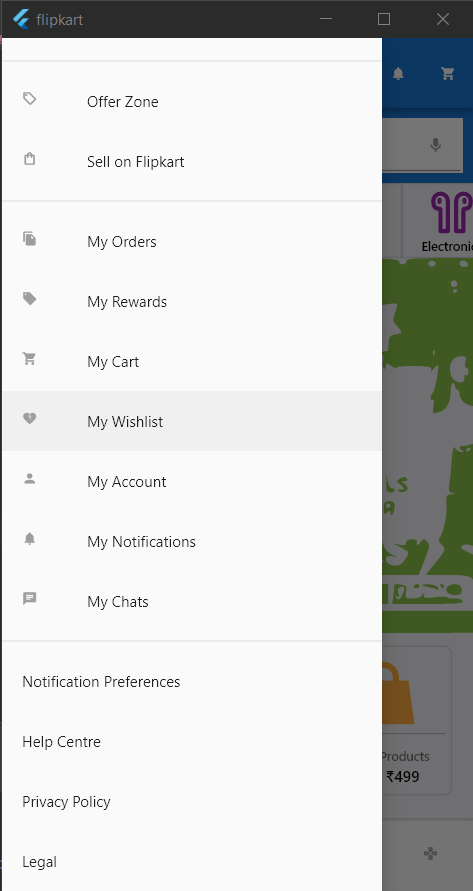 flipkart
Offer Zone
Sell on Flipkart
My Orders
My Rewards
My Cart
My Wishlist
My Account
My Notifications
My Chats
Notification Preferences
Help Centre
Privacy Policy
Legal
Electronic
Products
₹499